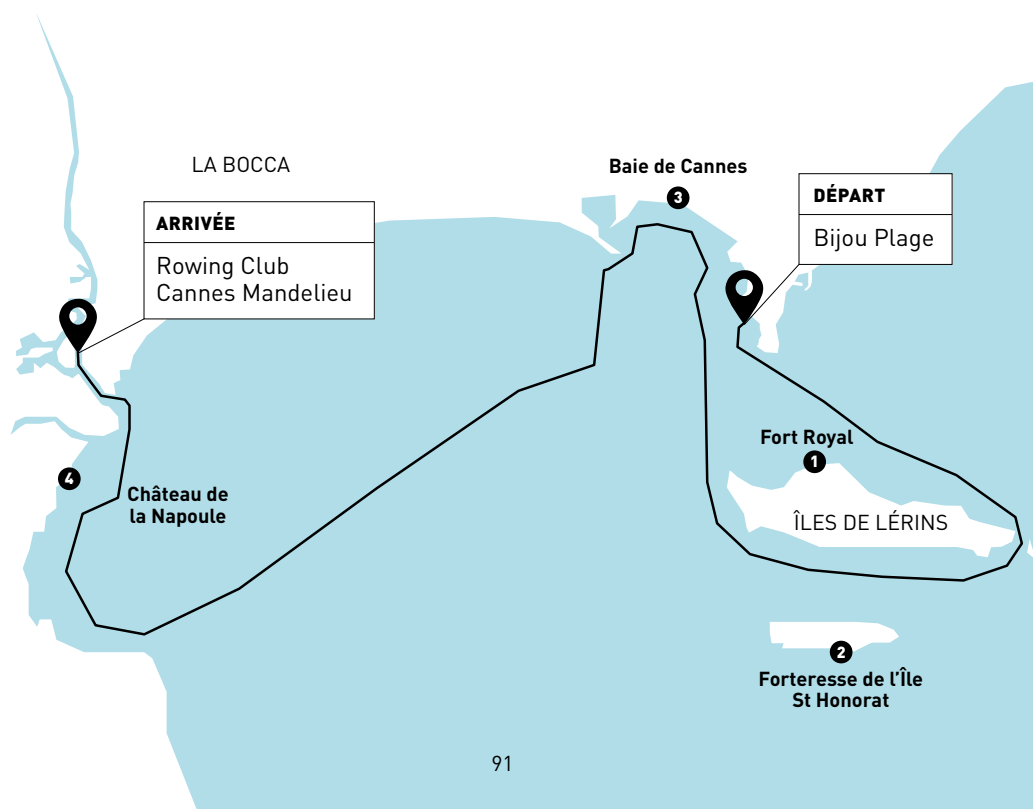 LA BOCCA
ARRIVÉE
Rowing Club
Cannes Mandelieu
Baie de Cannes
3
DÉPART
Bijou Plage
4
Château de
la Napoule
Fort Royal
1
ÎLES DE LÉRINS
2
Forteresse de l'Île
St Honorat
91